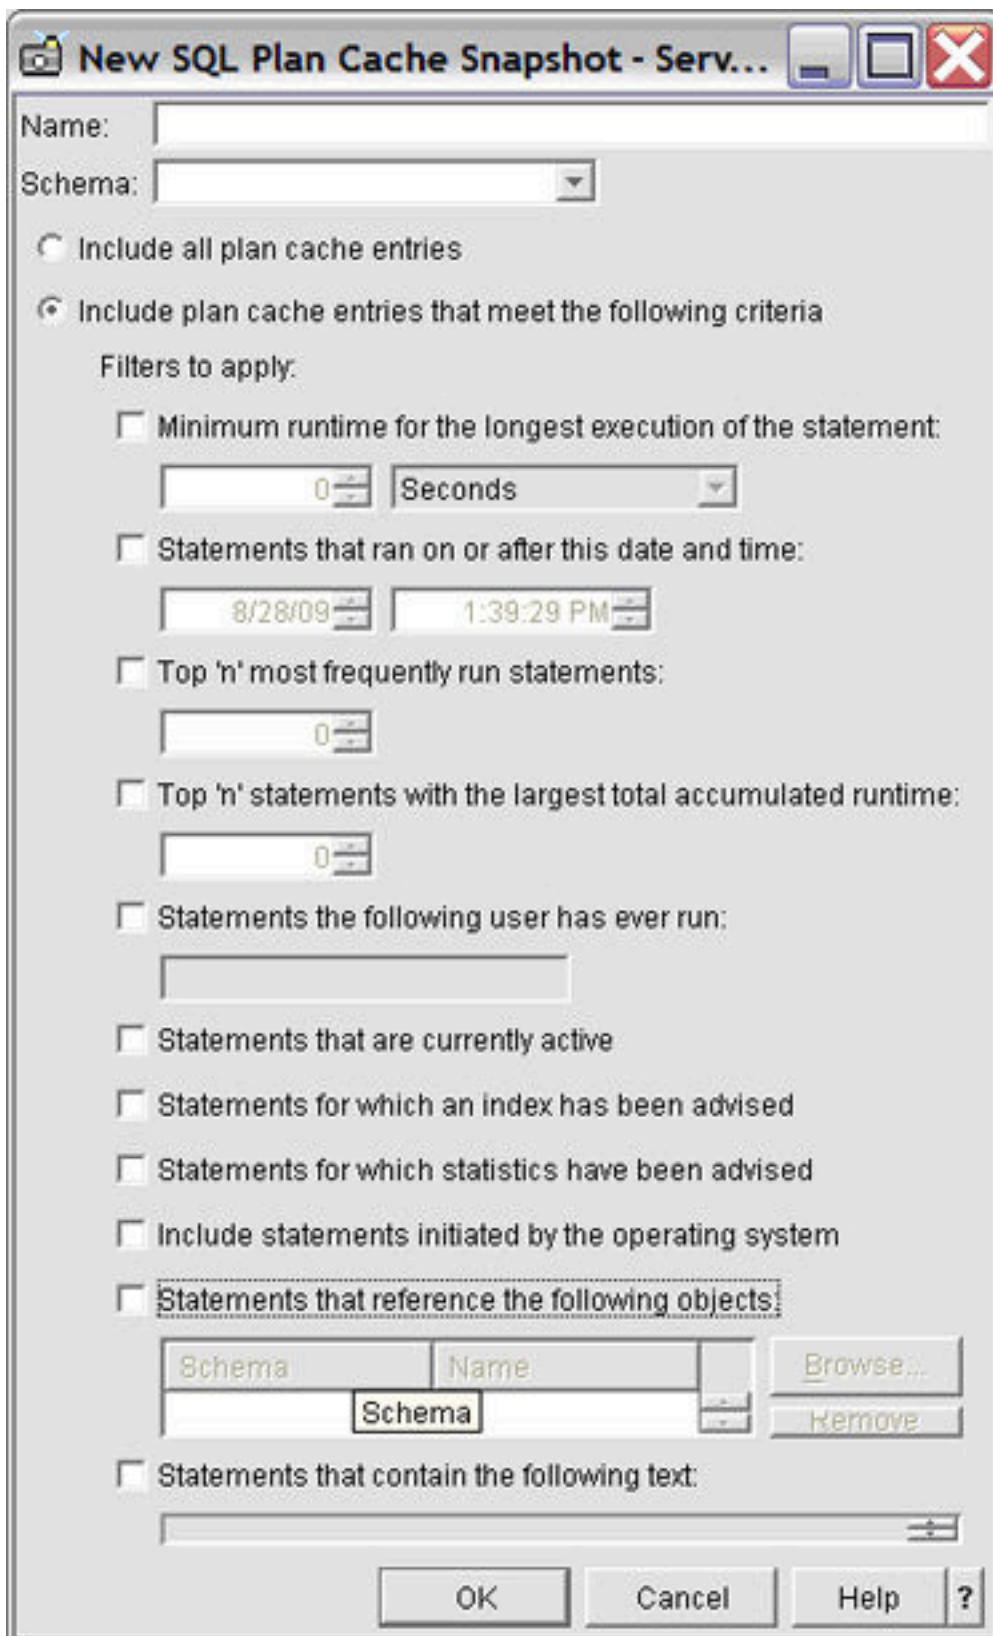 New SQL Plan Cache Snapshot - Serv...
Name:
Schema:
Include all plan cache entries
Include plan cache entries that meet the following criteria
Filters to apply:
Minimum runtime for the longest execution of the statement:
0 Seconds
Statements that ran on or after this date and time:
8/28/09 1:39:29 PM
Top 'n' most frequently run statements:
0
Top 'n' statements with the largest total accumulated runtime:
0
Statements the following user has ever run:
Statements that are currently active
Statements for which an index has been advised
Statements for which statistics have been advised
Include statements initiated by the operating system
Statements that reference the following objects:
Schema Name Browse...
Schema Remove
Statements that contain the following text:
OK Cancel Help ?